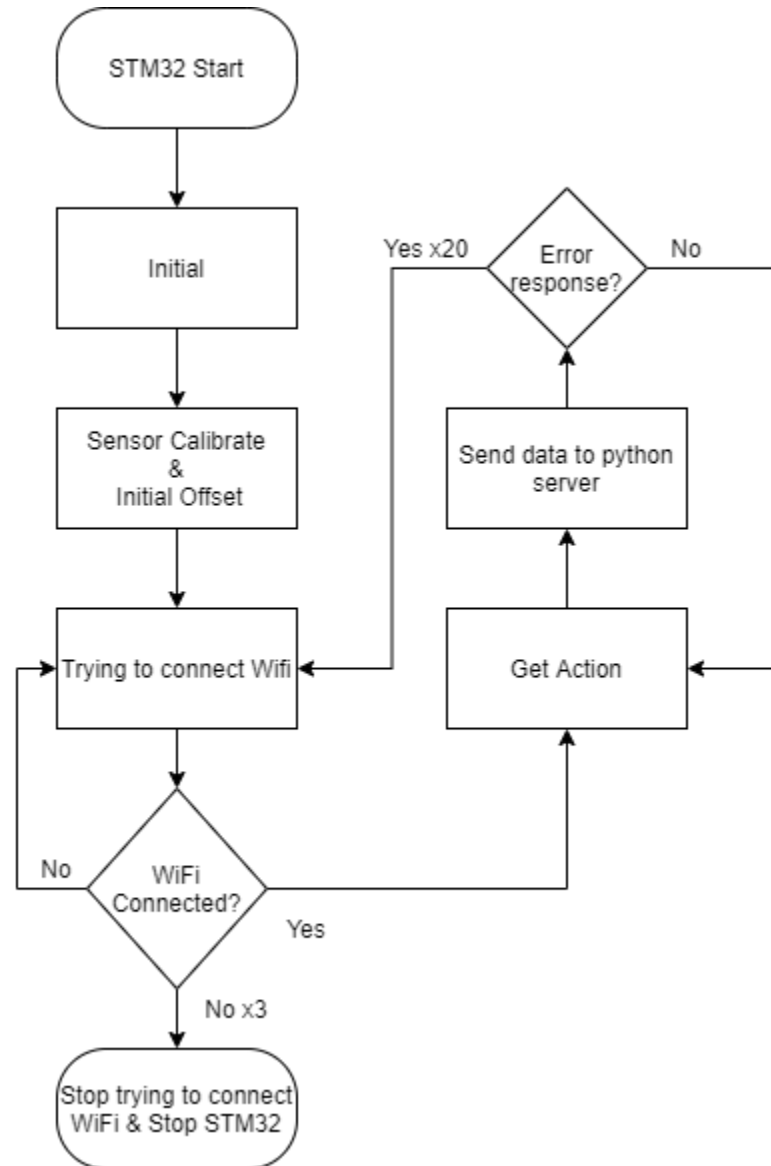 STM32 Start
Initial
Sensor Calibrate
&
Initial Offset
Trying to connect Wifi
WiFi
Connected?
No
Yes
No x3
Stop trying to connect
WiFi & Stop STM32
Get Action
Send data to python
server
Error
response?
Yes x20
No